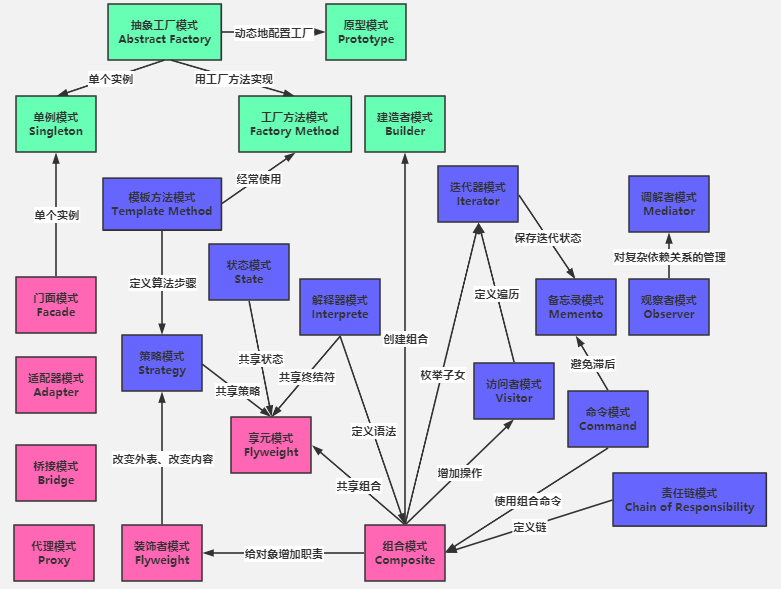 抽象工厂模式
Abstract Factory
动态地配置工厂
原型模式
Prototype
单个实例
用工厂方法实现
单例模式
Singleton
工厂方法模式
Factory Method
建造者模式
Builder
经常使用
模板方法模式
Template Method
迭代器模式
Iterator
调解者模式
Mediator
单个实例
保存迭代状态
对复杂依赖关系的管理
状态模式
State
定义算法步骤
门面模式
Facade
解释器模式
Interprete
定义遍历
备忘录模式
Memento
观察者模式
Observer
创建组合
策略模式
Strategy
共享状态
共享终结符
避免滞后
枚举子女
适配器模式
Adapter
共享策略
访问者模式
Visitor
命令模式
Command
享元模式
Flyweight
定义语法
改变外表、改变内容
桥接模式
Bridge
共享组合
增加操作
使用组合命令
责任链模式
Chain of Responsibility
定义链
代理模式
Proxy
装饰者模式
Flyweight
给对象增加职责
组合模式
Composite